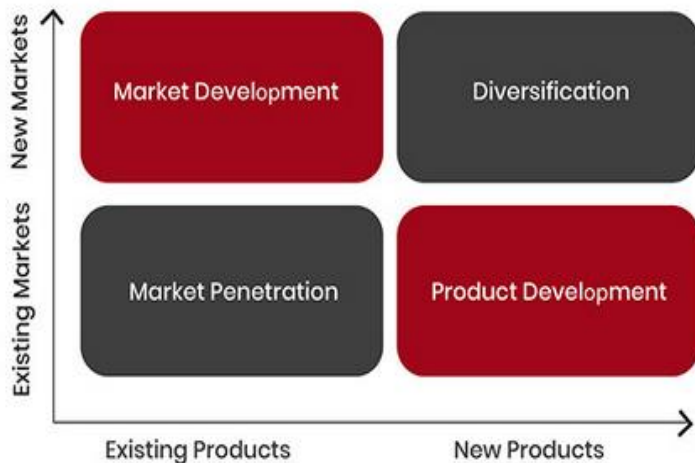 New Markets
Market Development
Diversification
Existing Markets
Market Penetration
Product Development
Existing Products
New Products